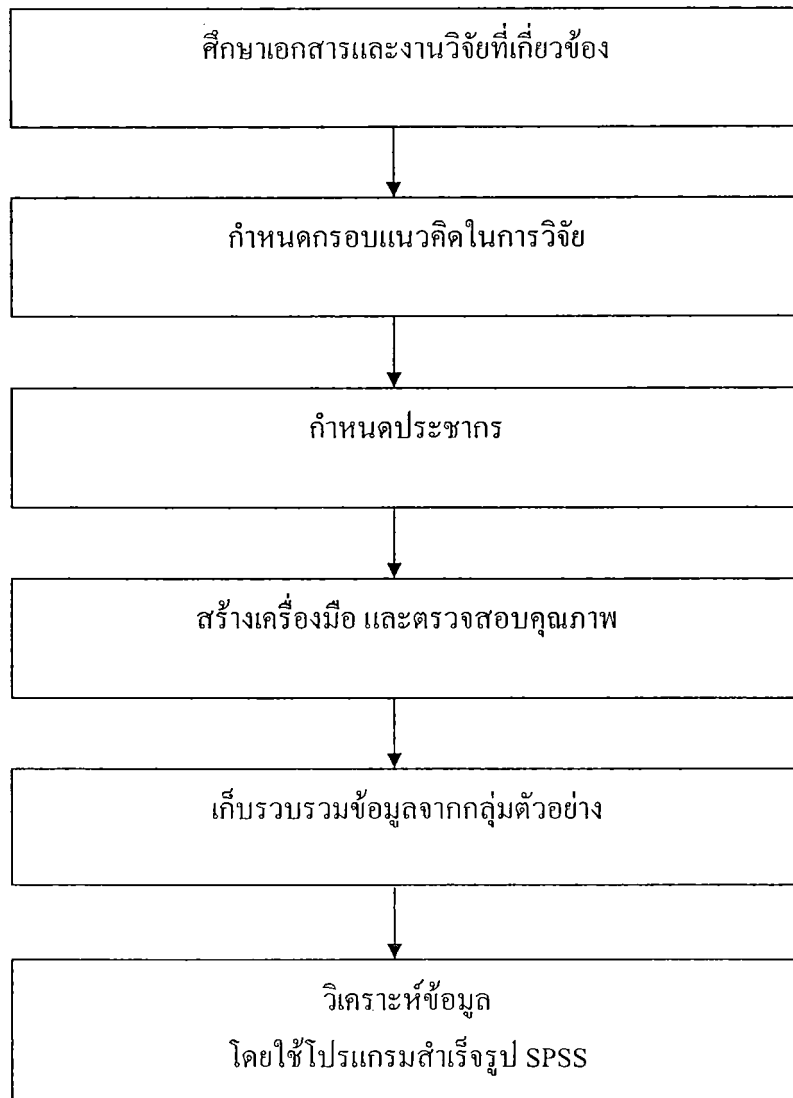 ศึกษาเอกสารและงานวิจัยที่เกี่ยวข้อง
กำหนดกรอบแนวคิดในการวิจัย
กำหนดประชากร
สร้างเครื่องมือ และตรวจสอบคุณภาพ
เก็บรวบรวมข้อมูลจากกลุ่มตัวอย่าง
วิเคราะห์ข้อมูล
โดยใช้โปรแกรมสำเร็จรูป SPSS